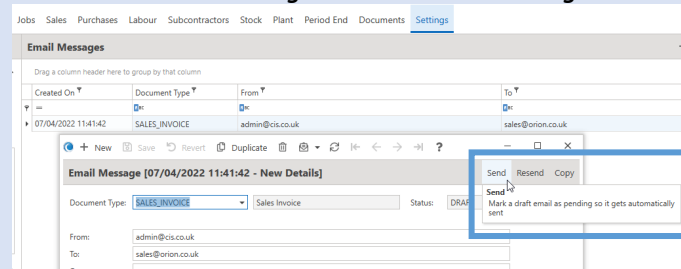 Jobs Sales Purchases Labour Subcontractors Stock Plant Period End Documents Settings
Email Messages
Drag a column header here to group by that column
Created On Document Type From To
=
07/04/2022 11:41:42 SALES_INVOICE admin@cis.co.uk sales@orion.co.uk
+ New Save Revert Duplicate ?
Email Message [07/04/2022 11:41:42 - New Details] Send Resend Copy
Send
Mark a draft email as pending so it gets automatically
sent
Document Type: SALES_INVOICE Sales Invoice Status: DRAF
From: admin@cis.co.uk
To: sales@orion.co.uk